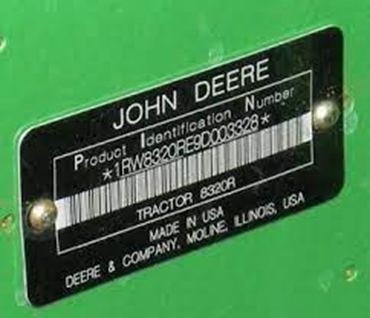 JOHN DEERE
Product Identification Number
*1RW8320RE9D003328*
TRACTOR 8320R
MADE IN USA
DEERE & COMPANY, MOLINE, ILLINOIS, USA